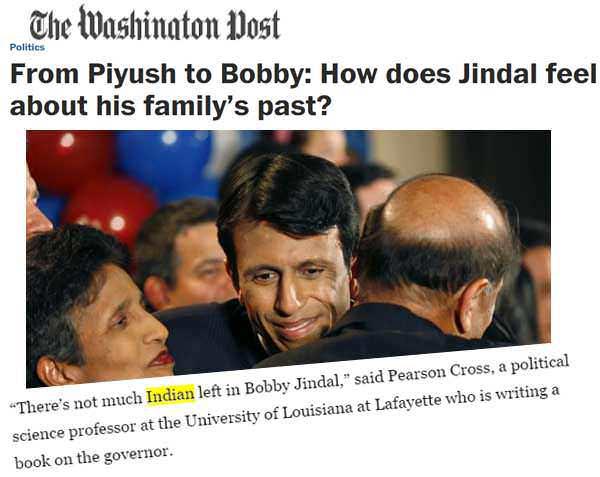 The Washington Post
Politics
From Piyush to Bobby: How does Jindal feel
about his family’s past?
“There’s not much Indian left in Bobby Jindal,” said Pearson Cross, a political
science professor at the University of Louisiana at Lafayette who is writing a
book on the governor.